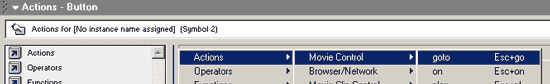 Actions - Button
Actions for [No instance name assigned] (Symbol 2)
Actions Actions Movie Control goto Esc+go
Operators Operators Browser/Network on Esc+on
Functions